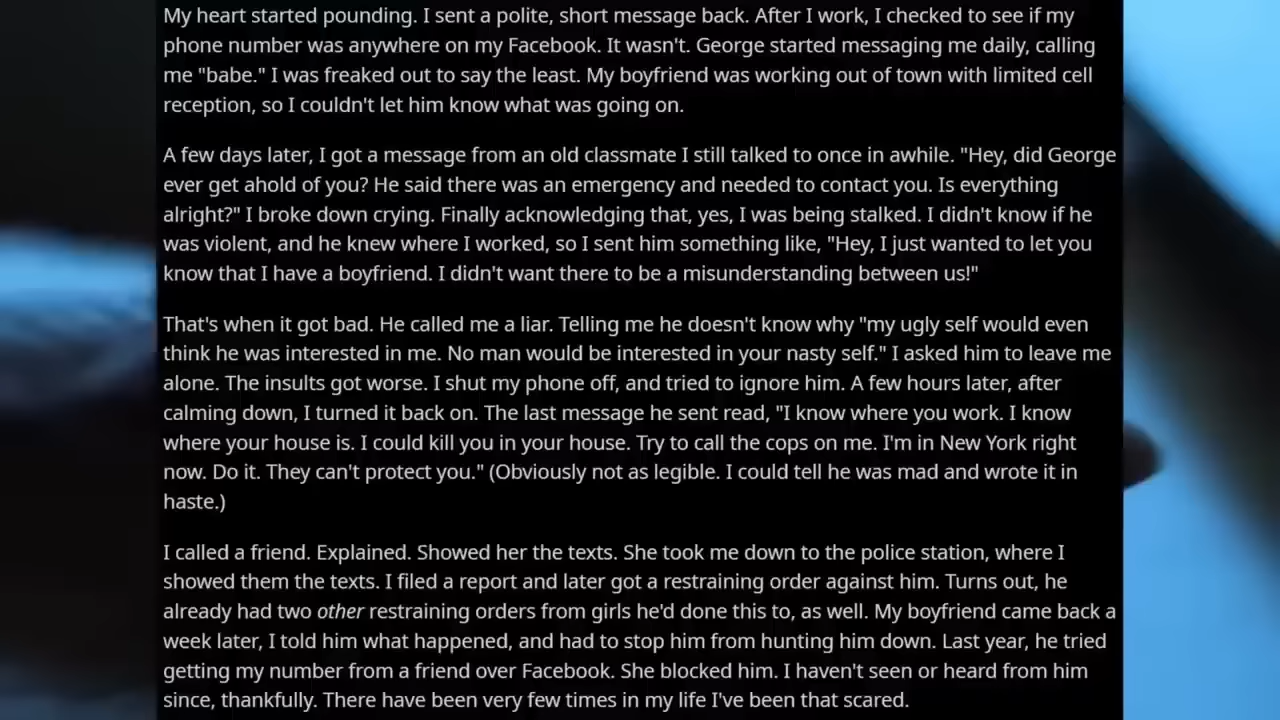 My heart started pounding. I sent a polite, short message back. After I work, I checked to see if my
phone number was anywhere on my Facebook. It wasn't. George started messaging me daily, calling
me "babe." I was freaked out to say the least. My boyfriend was working out of town with limited cell
reception, so I couldn't let him know what was going on.
A few days later, I got a message from an old classmate I still talked to once in awhile. "Hey, did George
ever get ahold of you? He said there was an emergency and needed to contact you. Is everything
alright?" I broke down crying. Finally acknowledging that, yes, I was being stalked. I didn't know if he
was violent, and he knew where I worked, so I sent him something like, "Hey, I just wanted to let you
know that I have a boyfriend. I didn't want there to be a misunderstanding between us!"
That's when it got bad. He called me a liar. Telling me he doesn't know why "my ugly self would even
think he was interested in me. No man would be interested in your nasty self." I asked him to leave me
alone. The insults got worse. I shut my phone off, and tried to ignore him. A few hours later, after
calming down, I turned it back on. The last message he sent read, "I know where you work. I know
where your house is. I could kill you in your house. Try to call the cops on me. I'm in New York right
now. Do it. They can't protect you." (Obviously not as legible. I could tell he was mad and wrote it in
haste.)
I called a friend. Explained. Showed her the texts. She took me down to the police station, where I
showed them the texts. I filed a report and later got a restraining order against him. Turns out, he
already had two other restraining orders from girls he'd done this to, as well. My boyfriend came back a
week later, I told him what happened, and had to stop him from hunting him down. Last year, he tried
getting my number from a friend over Facebook. She blocked him. I haven't seen or heard from him
since, thankfully. There have been very few times in my life I've been that scared.